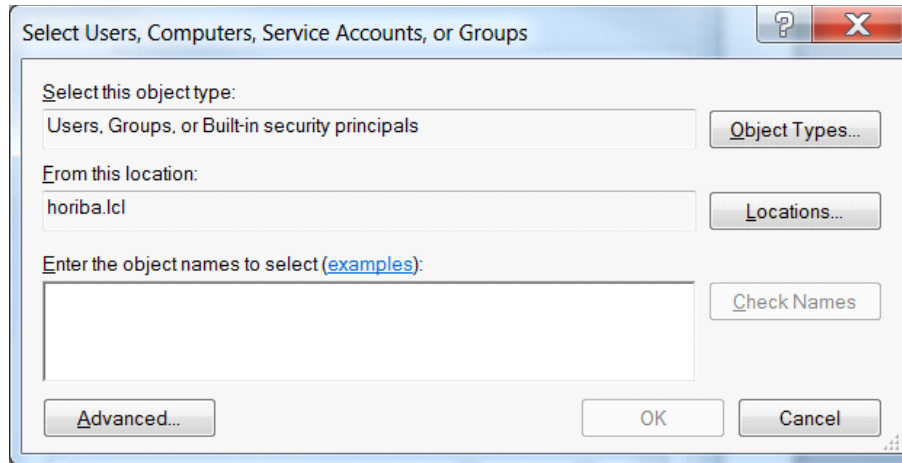 Select Users, Computers, Service Accounts, or Groups
Select this object type:
Users, Groups, or Built-in security principals
Object Types...
From this location:
horiba.lcl
Locations...
Enter the object names to select (examples):
Check Names
Advanced...
OK
Cancel